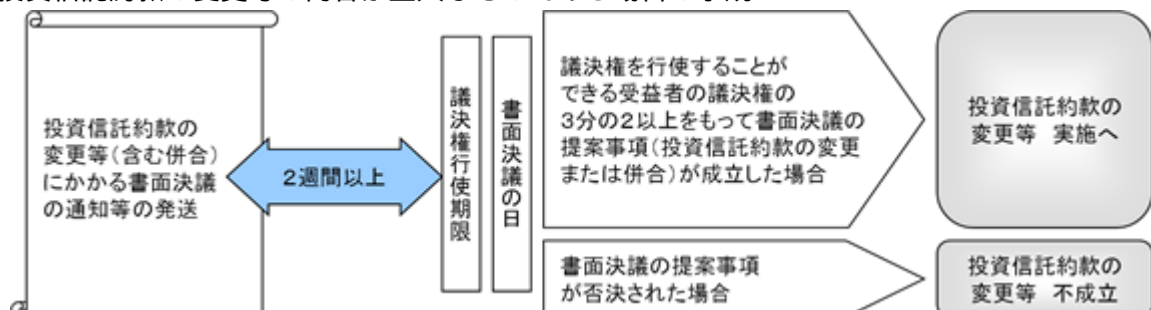 投資信託約款の
変更等（含む併合）
にかかる書面決議
の通知等の発送
２週間以上
議決権行使期限
書面決議の日
議決権を行使することが
できる受益者の議決権の
３分の２以上をもって書面決議の
提案事項（投資信託約款の変更
または併合）が成立した場合
投資信託約款の
変更等　実施へ
書面決議の提案事項
が否決された場合
投資信託約款の
変更等　不成立